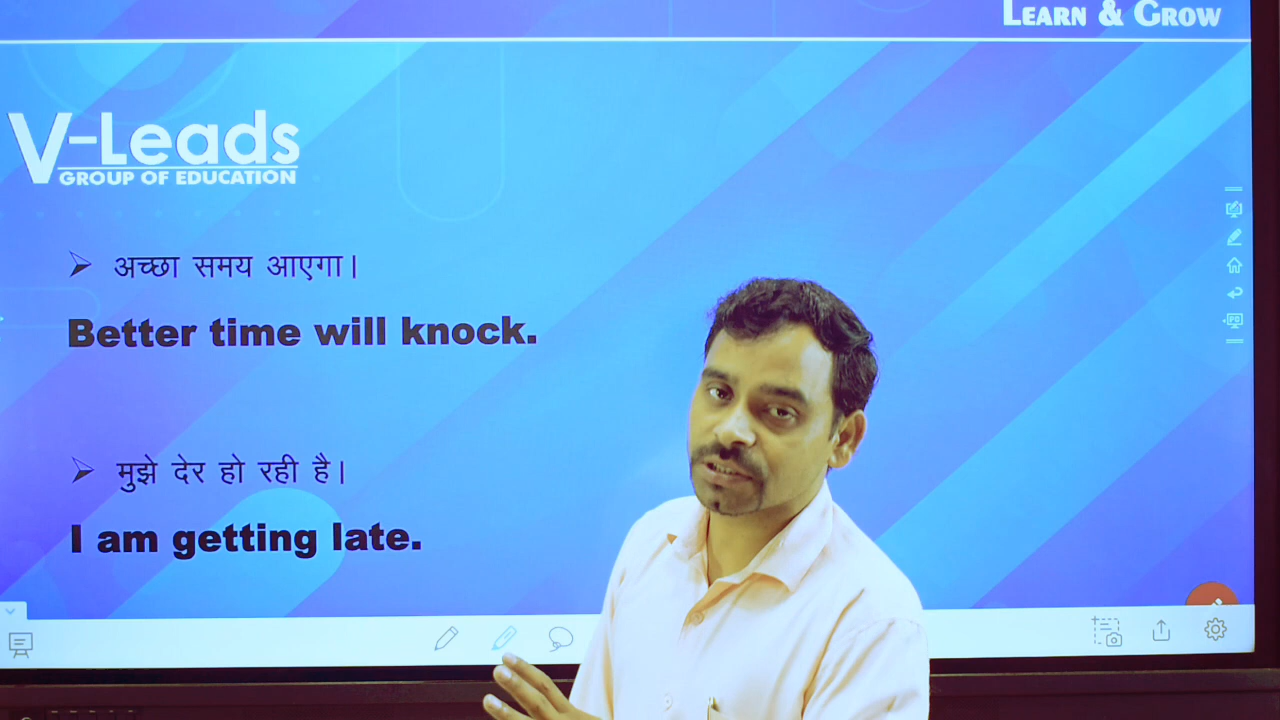 LEARN & GROW
V-Leads
GROUP OF EDUCATION
अच्छा समय आएगा।
Better time will knock.
मुझे देर हो रही है।
I am getting late.